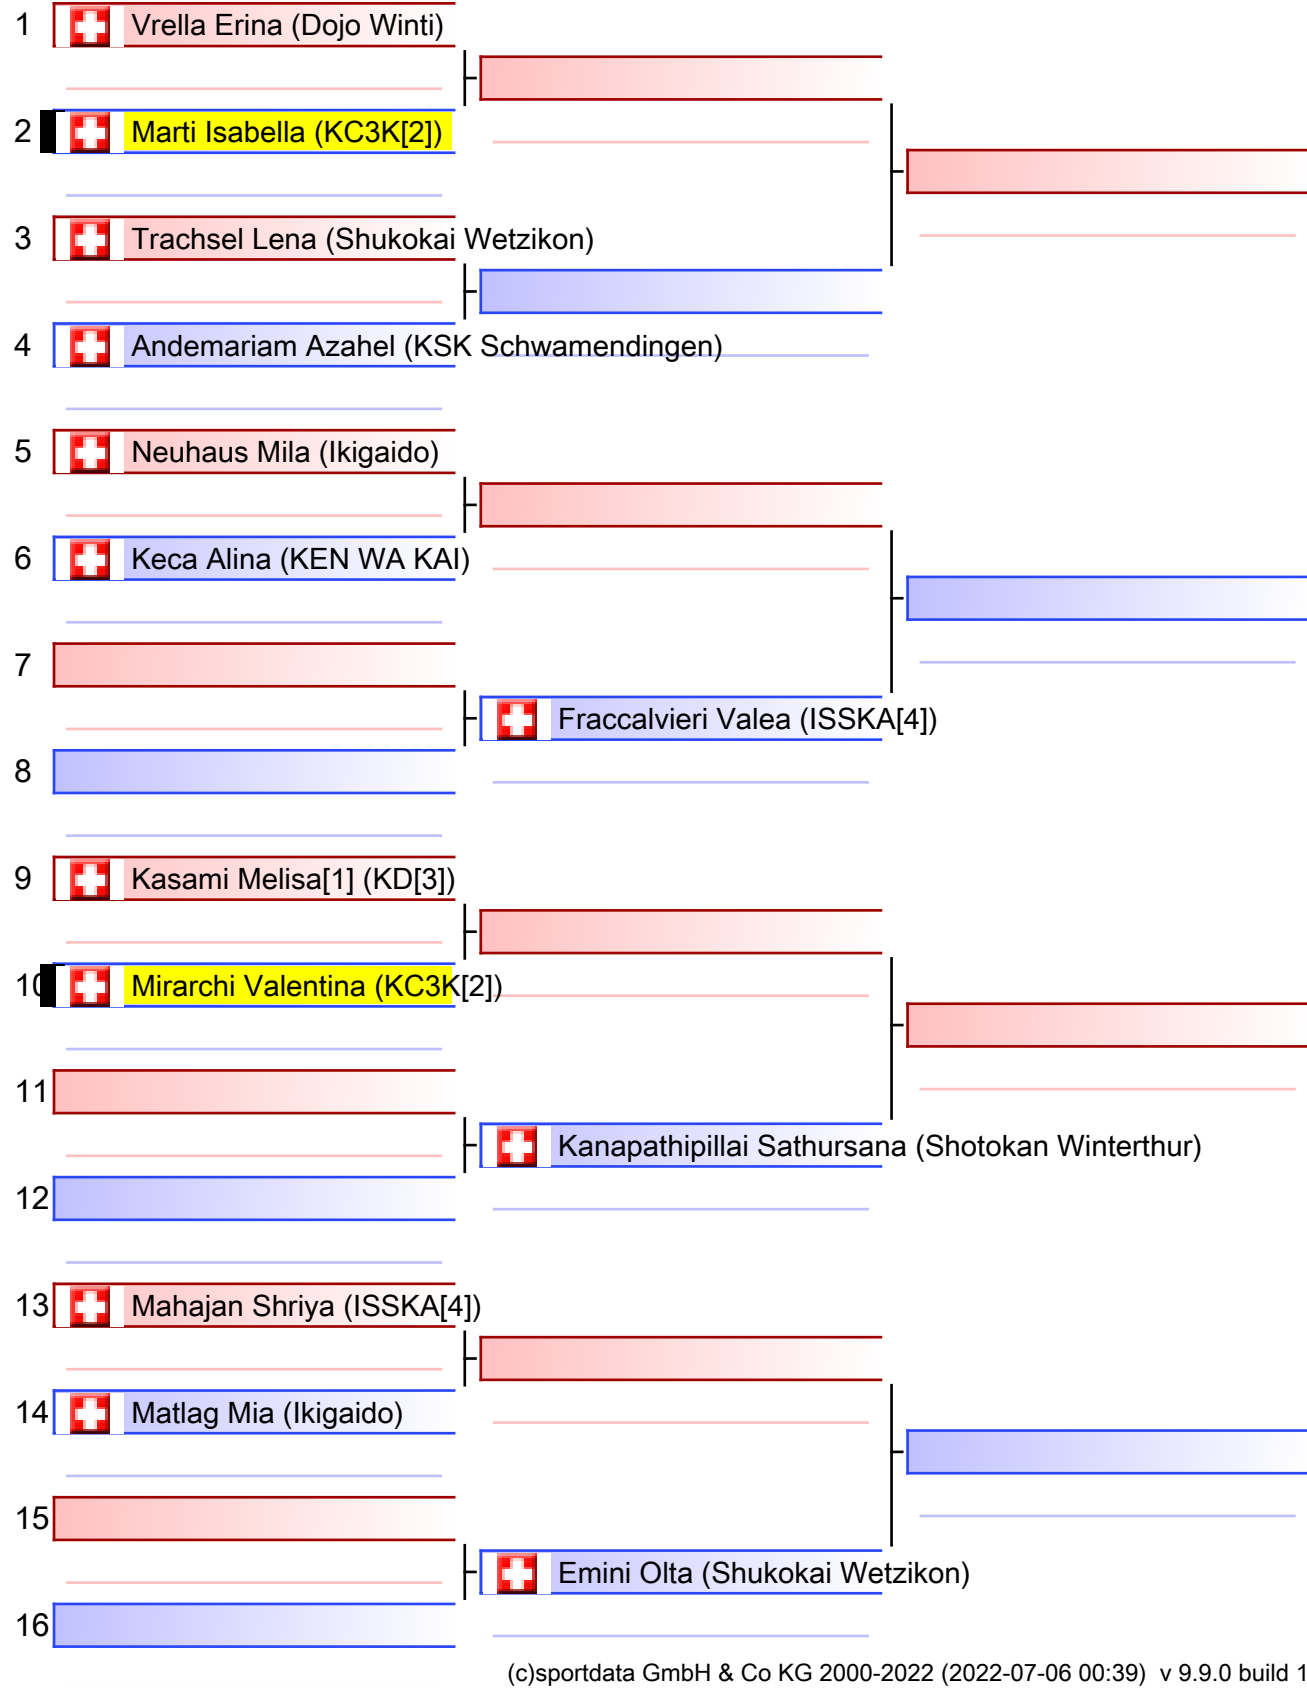 1 Vrella Erina (Dojo Winti)
2 Marti Isabella (KC3K[2])
3 Trachsel Lena (Shukokai Wetzikon)
4 Andemariam Azahel (KSK Schwamendingen)
5 Neuhaus Mila (Ikigaido)
6 Keca Alina (KEN WA KAI)
7
Fraccalvieri Valea (ISSKA[4])
8
9 Kasami Melisa[1] (KD[3])
10 Mirarchi Valentina (KC3K[2])
11
Kanapathipillai Sathursana (Shotokan Winterthur)
12
13 Mahajan Shriya (ISSKA[4])
14 Matlag Mia (Ikigaido)
15
Emini Olta (Shukokai Wetzikon)
16
(c)sportdata GmbH & Co KG 2000-2022 (2022-07-06 00:39) v 9.9.0 build 1